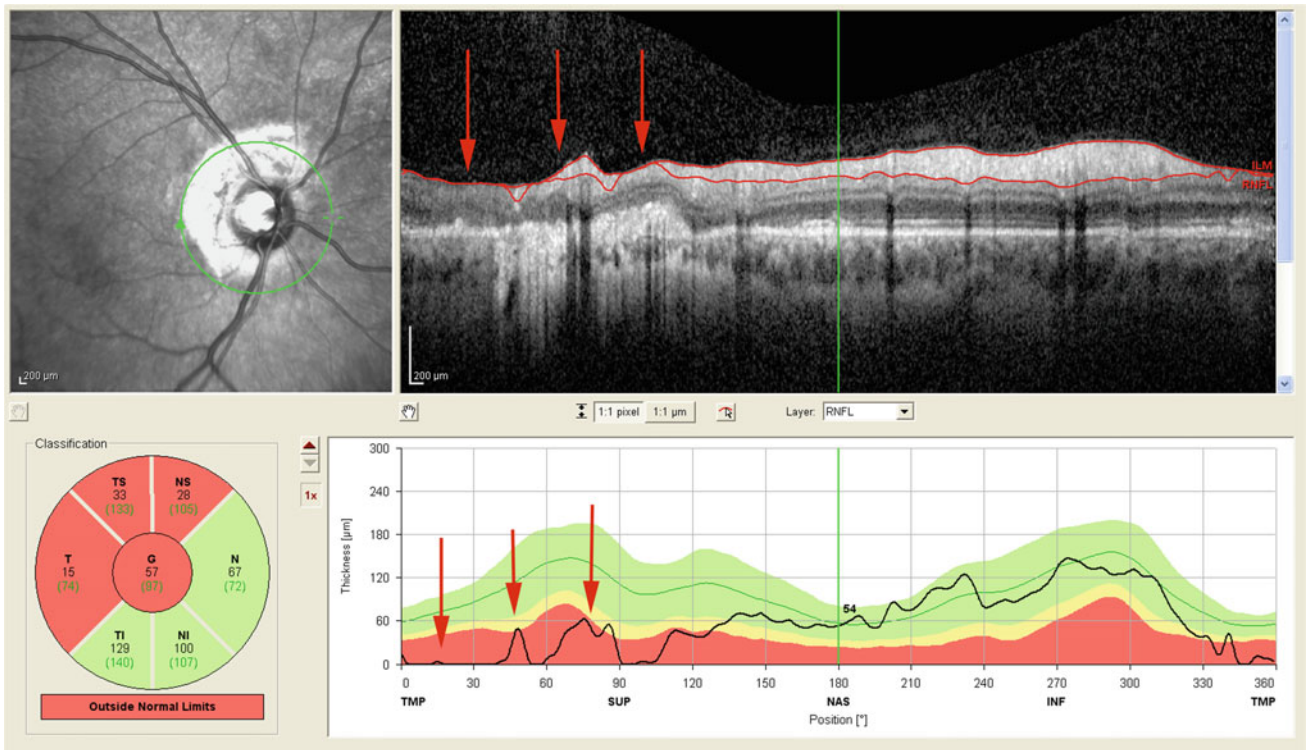 200 µm
ILM
RNFL
200 µm
1:1 pixel 1:1 µm Layer: RNFL
Classification
TS
33
(133)
NS
28
(105)
T
15
(74)
G
57
(97)
N
67
(72)
TI
129
(140)
NI
100
(107)
Outside Normal Limits
1x
Thickness [µm]
300
240
180
120
60
0
54
0 30 60 90 120 150 180 210 240 270 300 330 360
TMP SUP NAS INF TMP
Position [°]